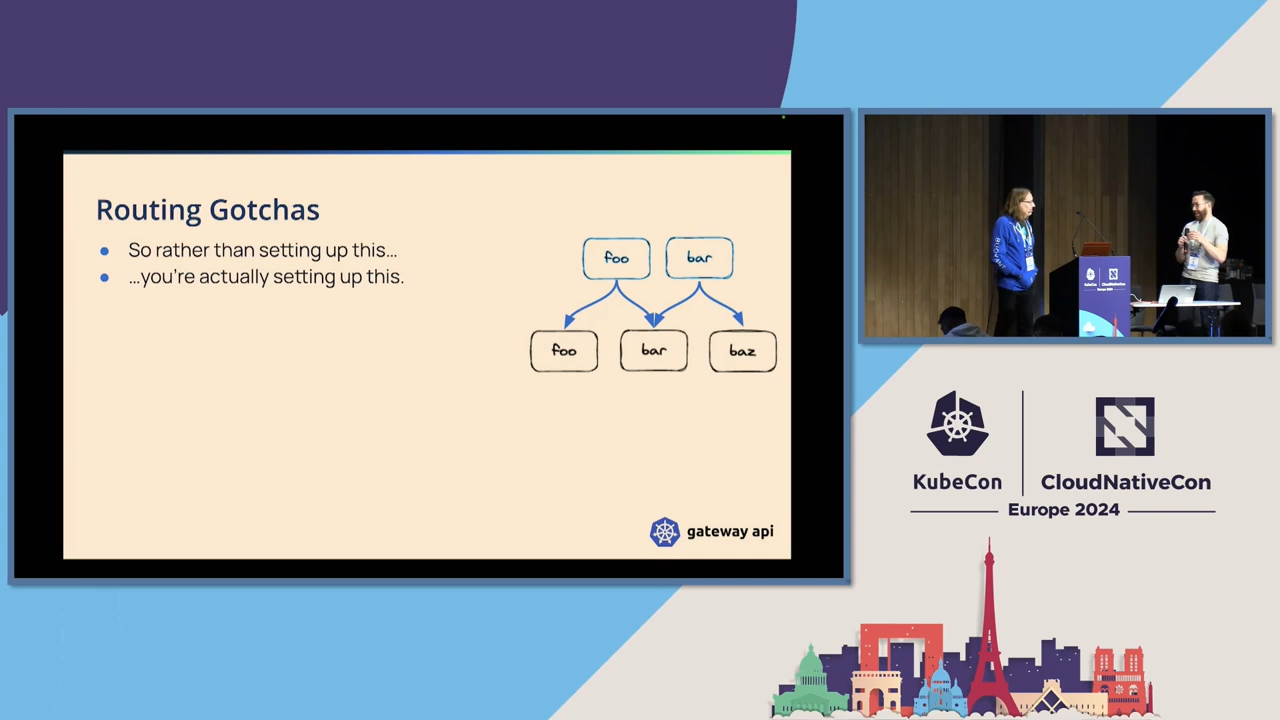 Routing Gotchas
So rather than setting up this…
…you're actually setting up this.
foo bar
foo bar baz
gateway api
KubeCon
CloudNativeCon
Europe 2024